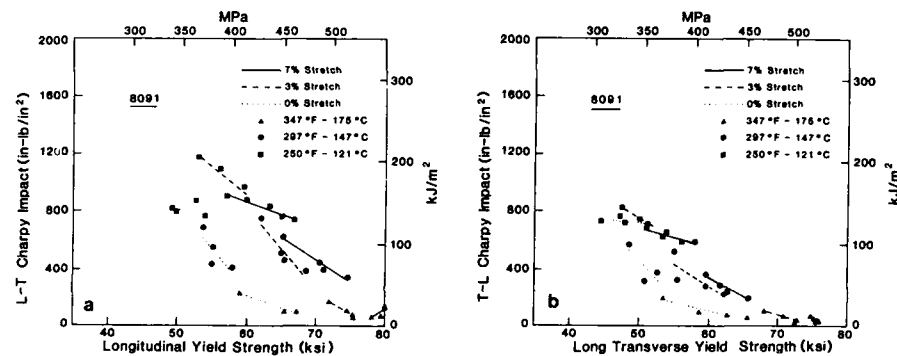 MPa
300 350 400 450 500
2000
1600
1200
800
400
0
L-T Charpy Impact (in-lb/in²)
8091
7% Stretch
3% Stretch
0% Stretch
347°F - 175°C
297°F - 147°C
250°F - 121°C
300
200
100
0
kJ/m²
a
40 50 60 70 80
Longitudinal Yield Strength (ksi)
MPa
300 350 400 450 500
2000
1600
1200
800
400
0
T-L Charpy Impact (in-lb/in²)
8091
7% Stretch
3% Stretch
0% Stretch
347°F - 175°C
297°F - 147°C
250°F - 121°C
300
200
100
0
kJ/m²
b
40 50 60 70 80
Long Transverse Yield Strength (ksi)